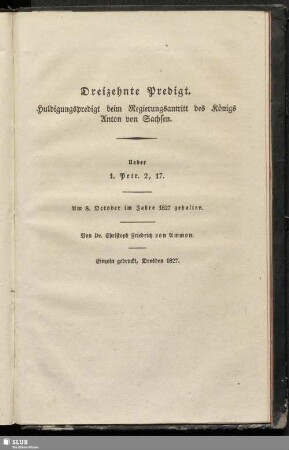 Dreizehnte Predigt.
Huldigungspredigt beim Regierungsantritt des Königs
Anton von Sachsen.
Ueber
1. Petr. 2, 17.
Am 8. October im Jahre 1827 gehalten.
Von Dr. Christoph Friedrich von Ammon.
Einzeln gedruckt, Dresden 1827.
SLUB